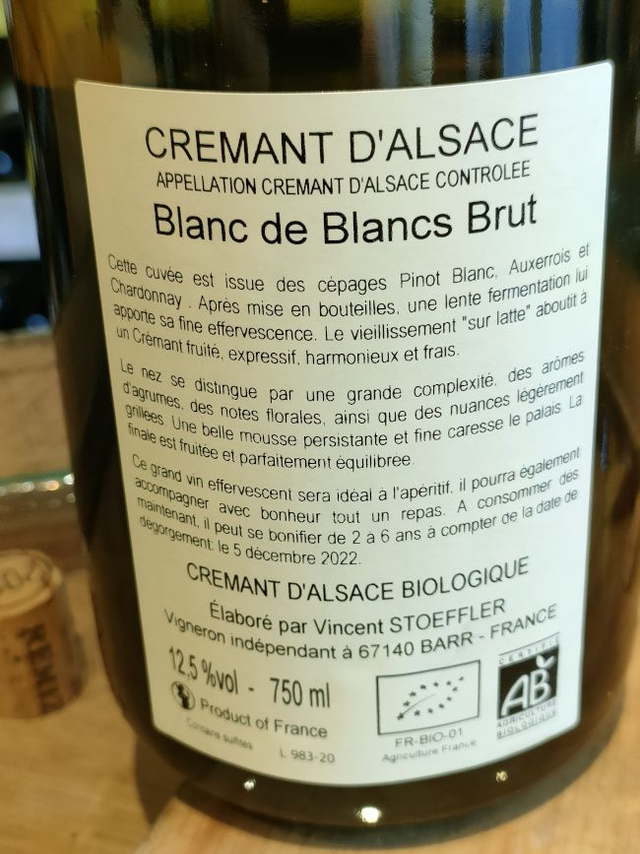 CREMANT D'ALSACE
APPELLATION CREMANT D'ALSACE CONTROLEE
Blanc de Blancs Brut
Cette cuvée est issue des cépages Pinot Blanc, Auxerrois et
Chardonnay . Après mise en bouteilles, une lente fermentation lui
apporte sa fine effervescence. Le vieillissement "sur latte" aboutit à
un Crémant fruité, expressif, harmonieux et frais.
Le nez se distingue par une grande complexité, des arômes
d'agrumes, des notes florales, ainsi que des nuances légèrement
grillées. Une belle mousse persistante et fine caresse le palais. La
finale est fruitée et parfaitement équilibrée.
Ce grand vin effervescent sera idéal à l'apéritif, il pourra également
accompagner avec bonheur tout un repas. A consommer dès
maintenant, il peut se bonifier de 2 à 6 ans à compter de la date de
dégorgement: le 5 décembre 2022.
CREMANT D'ALSACE BIOLOGIQUE
Élaboré par Vincent STOEFFLER
Vigneron indépendant à 67140 BARR - FRANCE
12,5 %vol - 750 ml
Product of France
Contains sulfites
L 983-20
FR-BIO-01
Agriculture France
CERTIFIÉ
AB
AGRICULTURE
BIOLOGIQUE